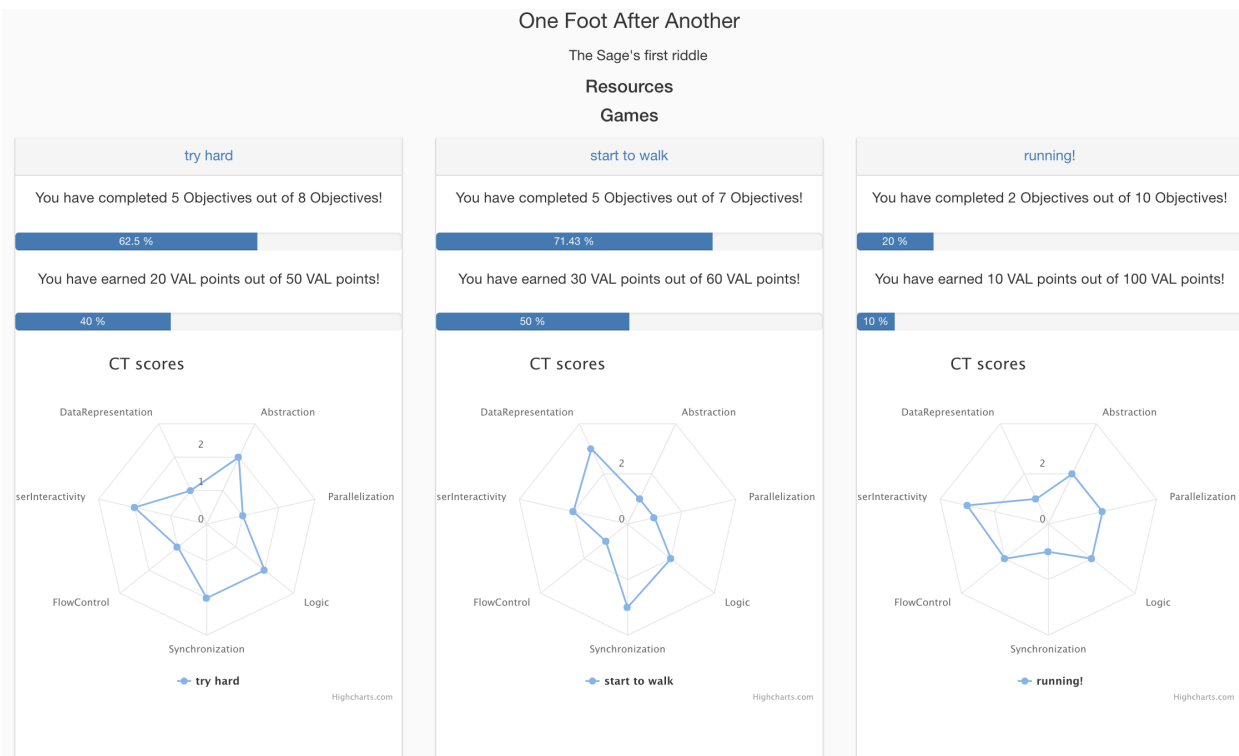 One Foot After Another
The Sage's first riddle
Resources
Games
try hard
You have completed 5 Objectives out of 8 Objectives!
62.5 %
You have earned 20 VAL points out of 50 VAL points!
40 %
CT scores
DataRepresentation
Abstraction
2
1
serInteractivity
Parallelization
0
FlowControl
Logic
Synchronization
try hard
Highcharts.com
start to walk
You have completed 5 Objectives out of 7 Objectives!
71.43 %
You have earned 30 VAL points out of 60 VAL points!
50 %
CT scores
DataRepresentation
Abstraction
2
serInteractivity
Parallelization
0
FlowControl
Logic
Synchronization
start to walk
Highcharts.com
running!
You have completed 2 Objectives out of 10 Objectives!
20 %
You have earned 10 VAL points out of 100 VAL points!
10 %
CT scores
DataRepresentation
Abstraction
2
serInteractivity
Parallelization
0
FlowControl
Logic
Synchronization
running!
Highcharts.com